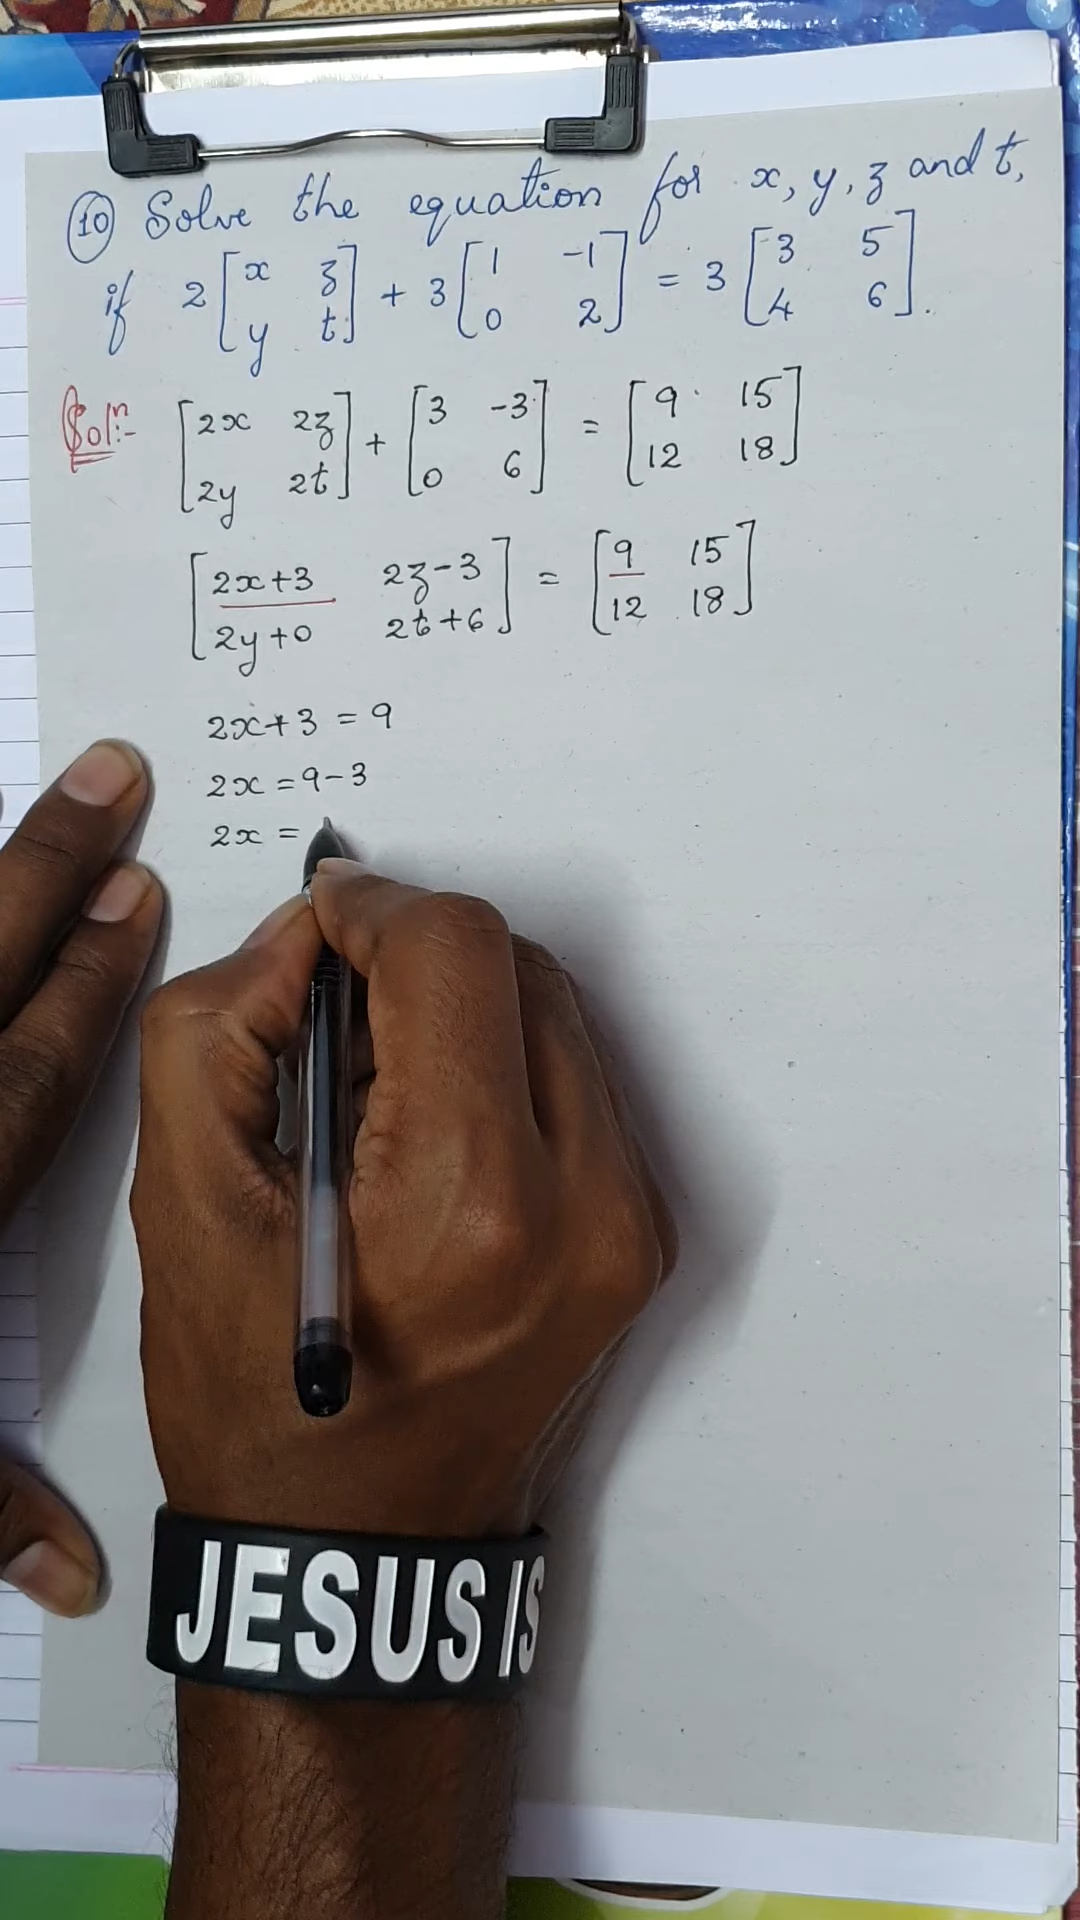 10 Solve the equation for x, y, z and t,
if 2 [ x z ; y t ] + 3 [ 1 -1 ; 0 2 ] = 3 [ 3 5 ; 4 6 ].
Solⁿ:- [ 2x 2z ; 2y 2t ] + [ 3 -3 ; 0 6 ] = [ 9 15 ; 12 18 ]
[ 2x+3 2z-3 ; 2y+0 2t+6 ] = [ 9 15 ; 12 18 ]
2x+3 = 9
2x = 9-3
2x =
JESUS IS